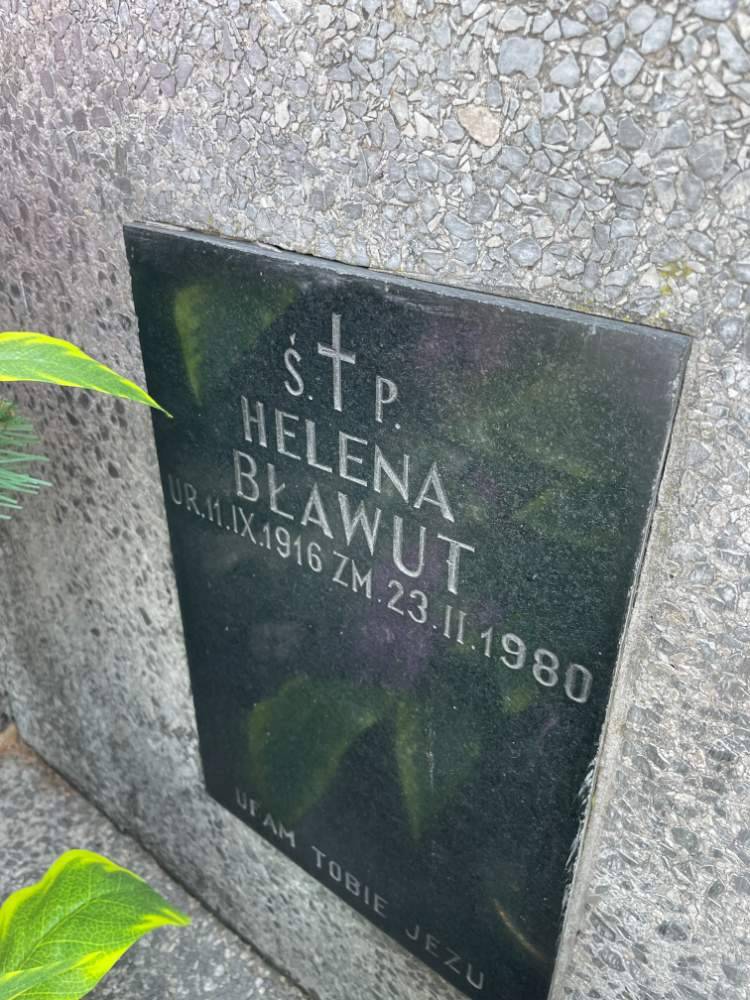 Ś. P.
HELENA
BŁAWUT
UR.11.IX.1916 ZM.23.II.1980
UFAM TOBIE JEZU